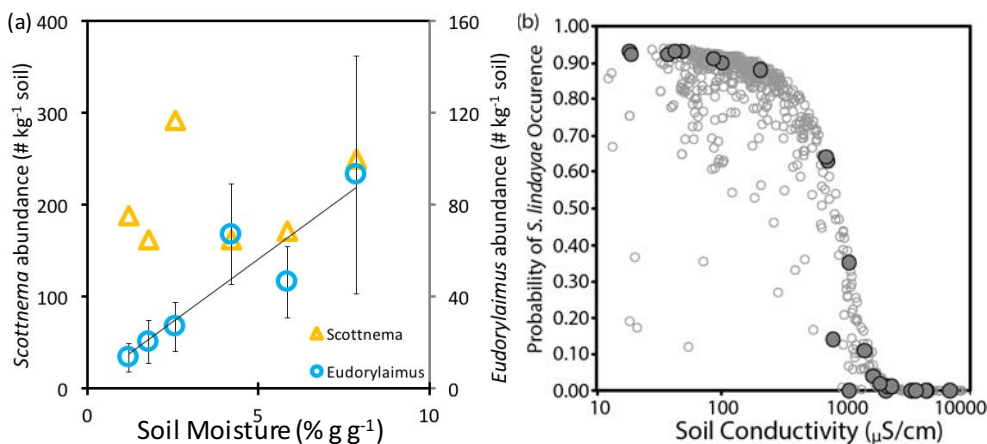 (a)
400
300
200
100
0
Scottnema abundance (# kg⁻¹ soil)
160
120
80
40
0
Eudorylaimus abundance (# kg⁻¹ soil)
Scottnema
Eudorylaimus
0 5 10
Soil Moisture (% g g⁻¹)
(b)
1.00
0.90
0.80
0.70
0.60
0.50
0.40
0.30
0.20
0.10
0.00
Probability of S. lindayae Occurence
10 100 1000 10000
Soil Conductivity (μS/cm)